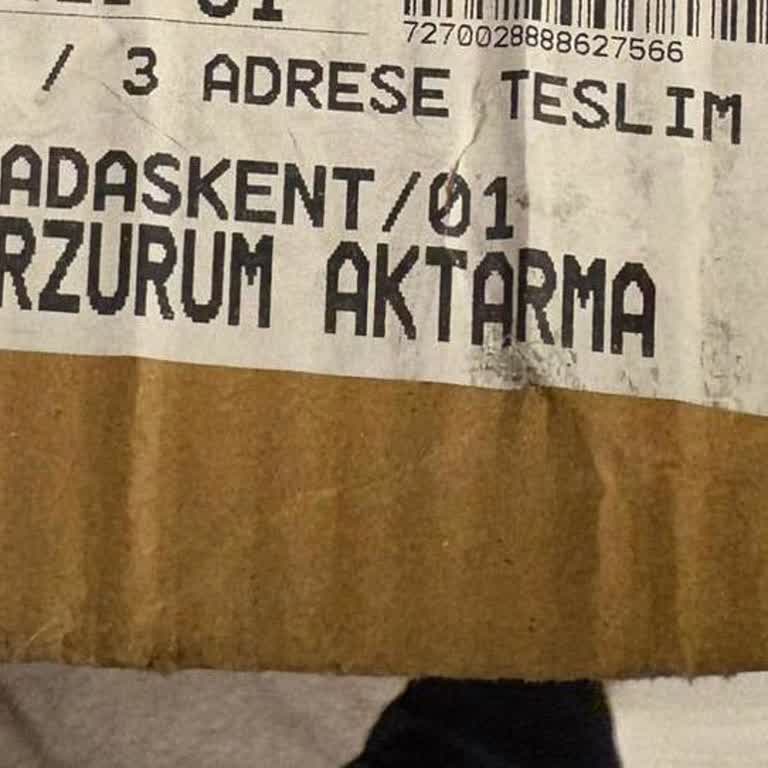 7270028888627566
/ 3 ADRESE TESLIM
ADASKENT/01
RZURUM AKTARMA